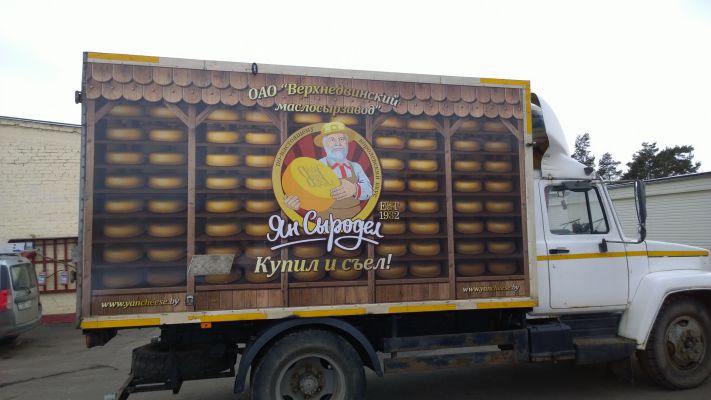 ОАО "Верхнедвинский
маслосырзавод"
EST
1932
Ян Сыродел
Купил и съел!
www.yancheese.by
www.yancheese.by